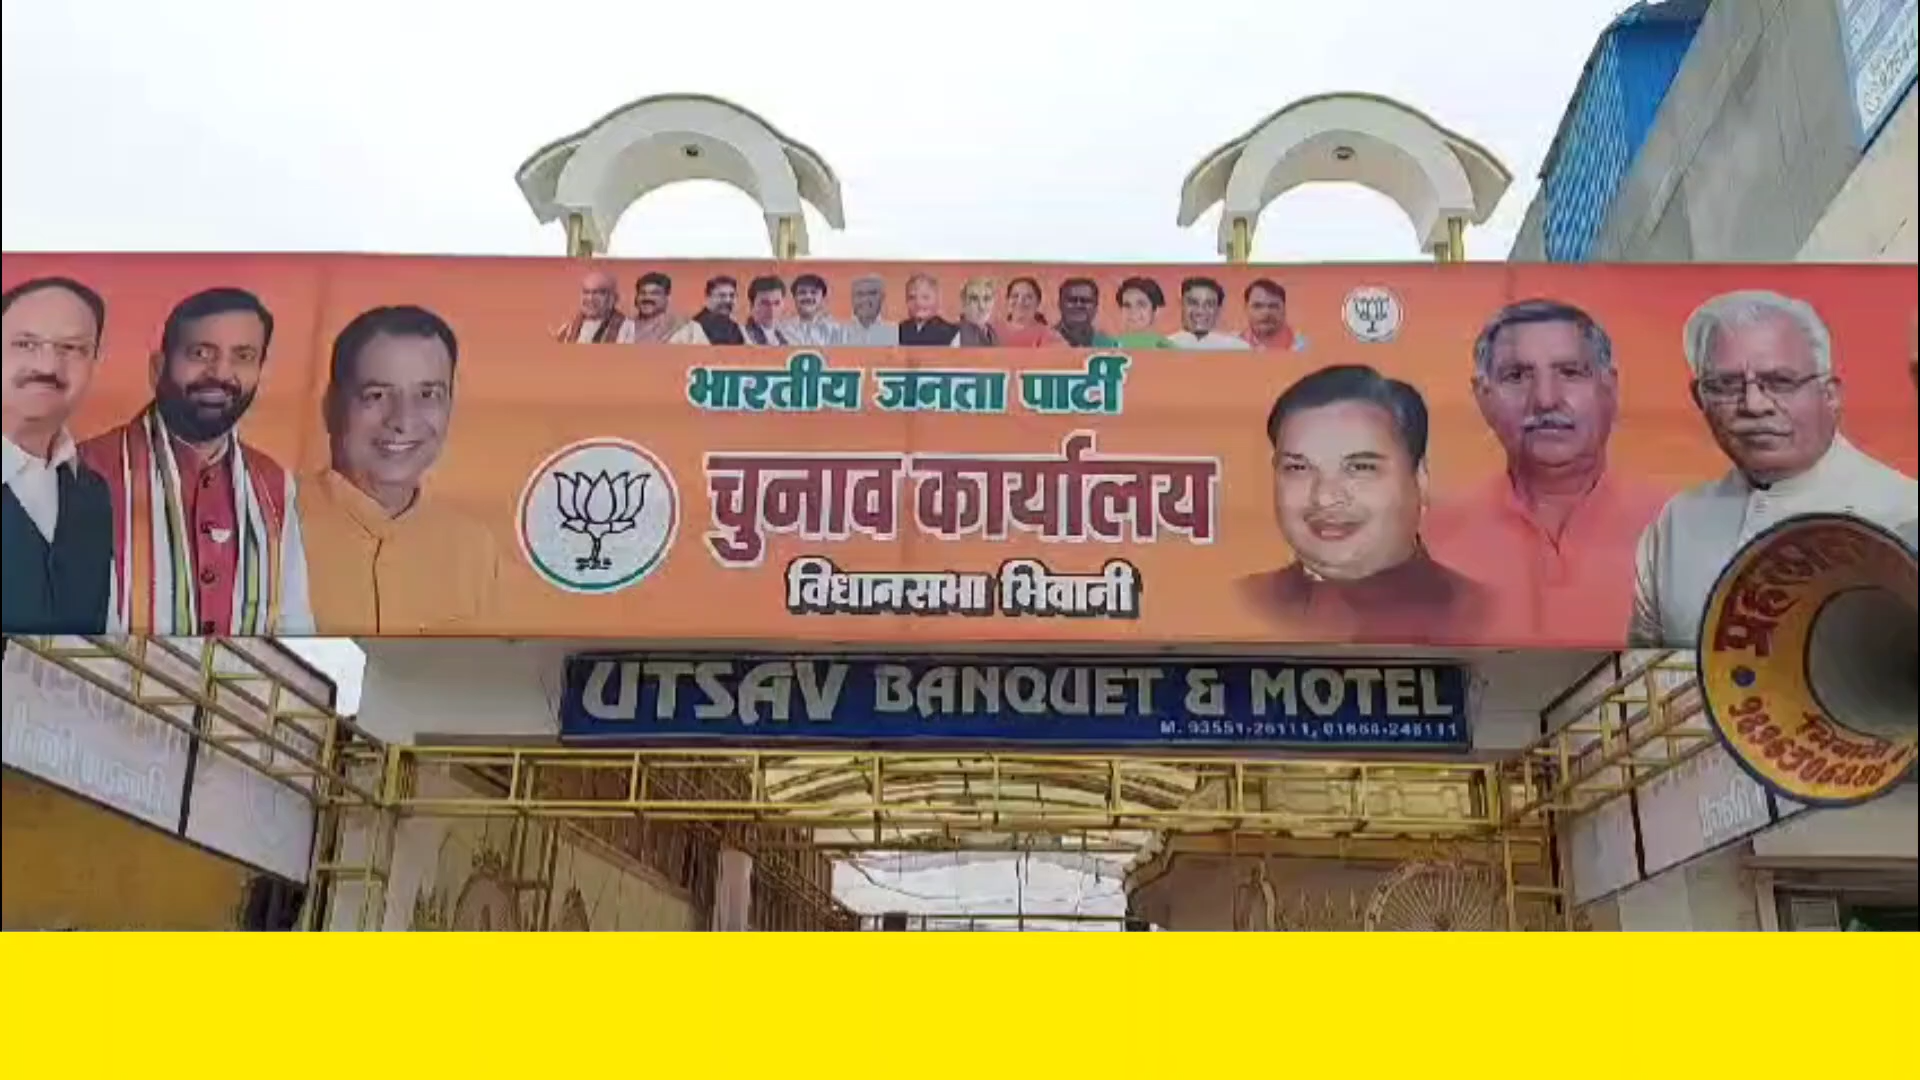 भारतीय जनता पार्टी
चुनाव कार्यालय
विधानसभा भिवानी
UTSAV BANQUET & MOTEL
M. 93551-26111, 01664-248111
भिवानी